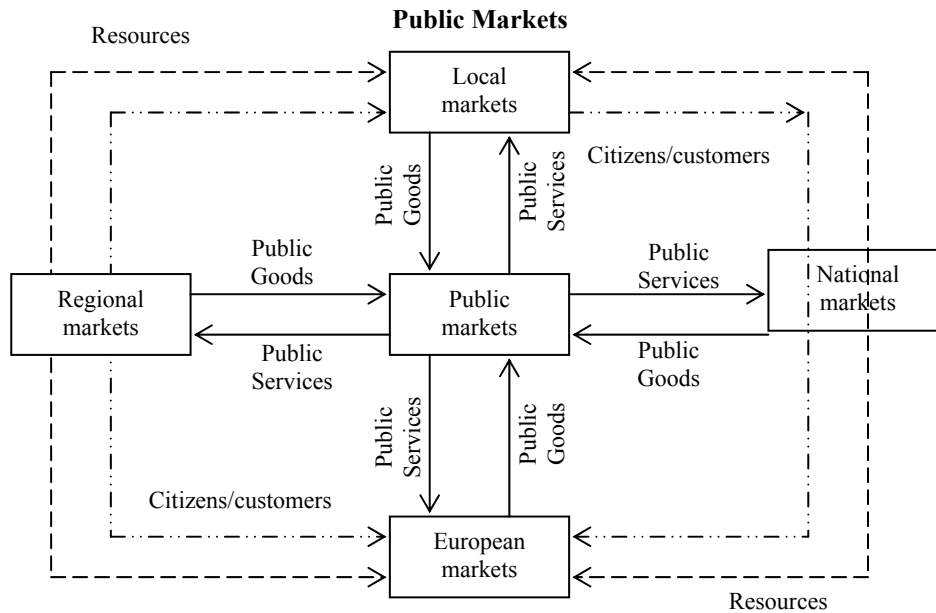 Public Markets
Resources
Local
markets
Citizens/customers
Public
Goods
Public
Services
Public
Goods
Public
Services
Regional
markets
Public
markets
National
markets
Public
Services
Public
Goods
Public
Services
Public
Goods
Citizens/customers
European
markets
Resources